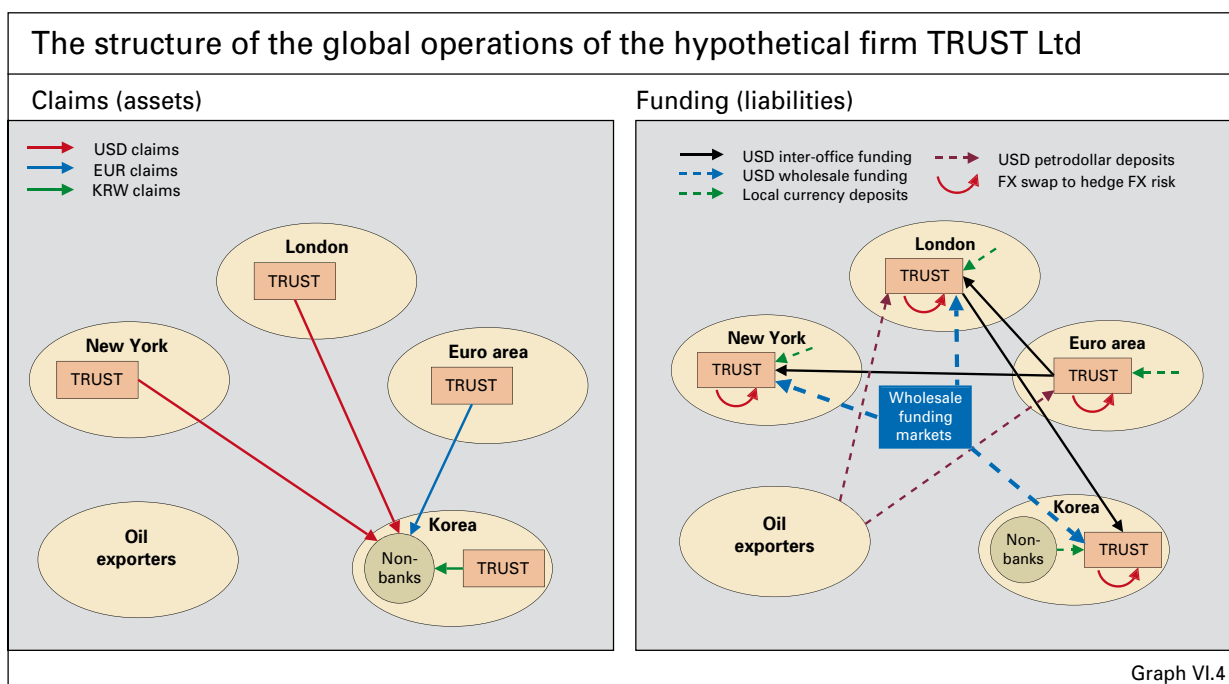 The structure of the global operations of the hypothetical firm TRUST Ltd
Claims (assets)
USD claims
EUR claims
KRW claims
London
TRUST
New York
TRUST
Euro area
TRUST
Oil
exporters
Korea
Non-
banks
TRUST
Funding (liabilities)
USD inter-office funding
USD wholesale funding
Local currency deposits
USD petrodollar deposits
FX swap to hedge FX risk
London
TRUST
New York
TRUST
Euro area
TRUST
Wholesale
funding
markets
Oil
exporters
Korea
Non-
banks
TRUST
Graph VI.4